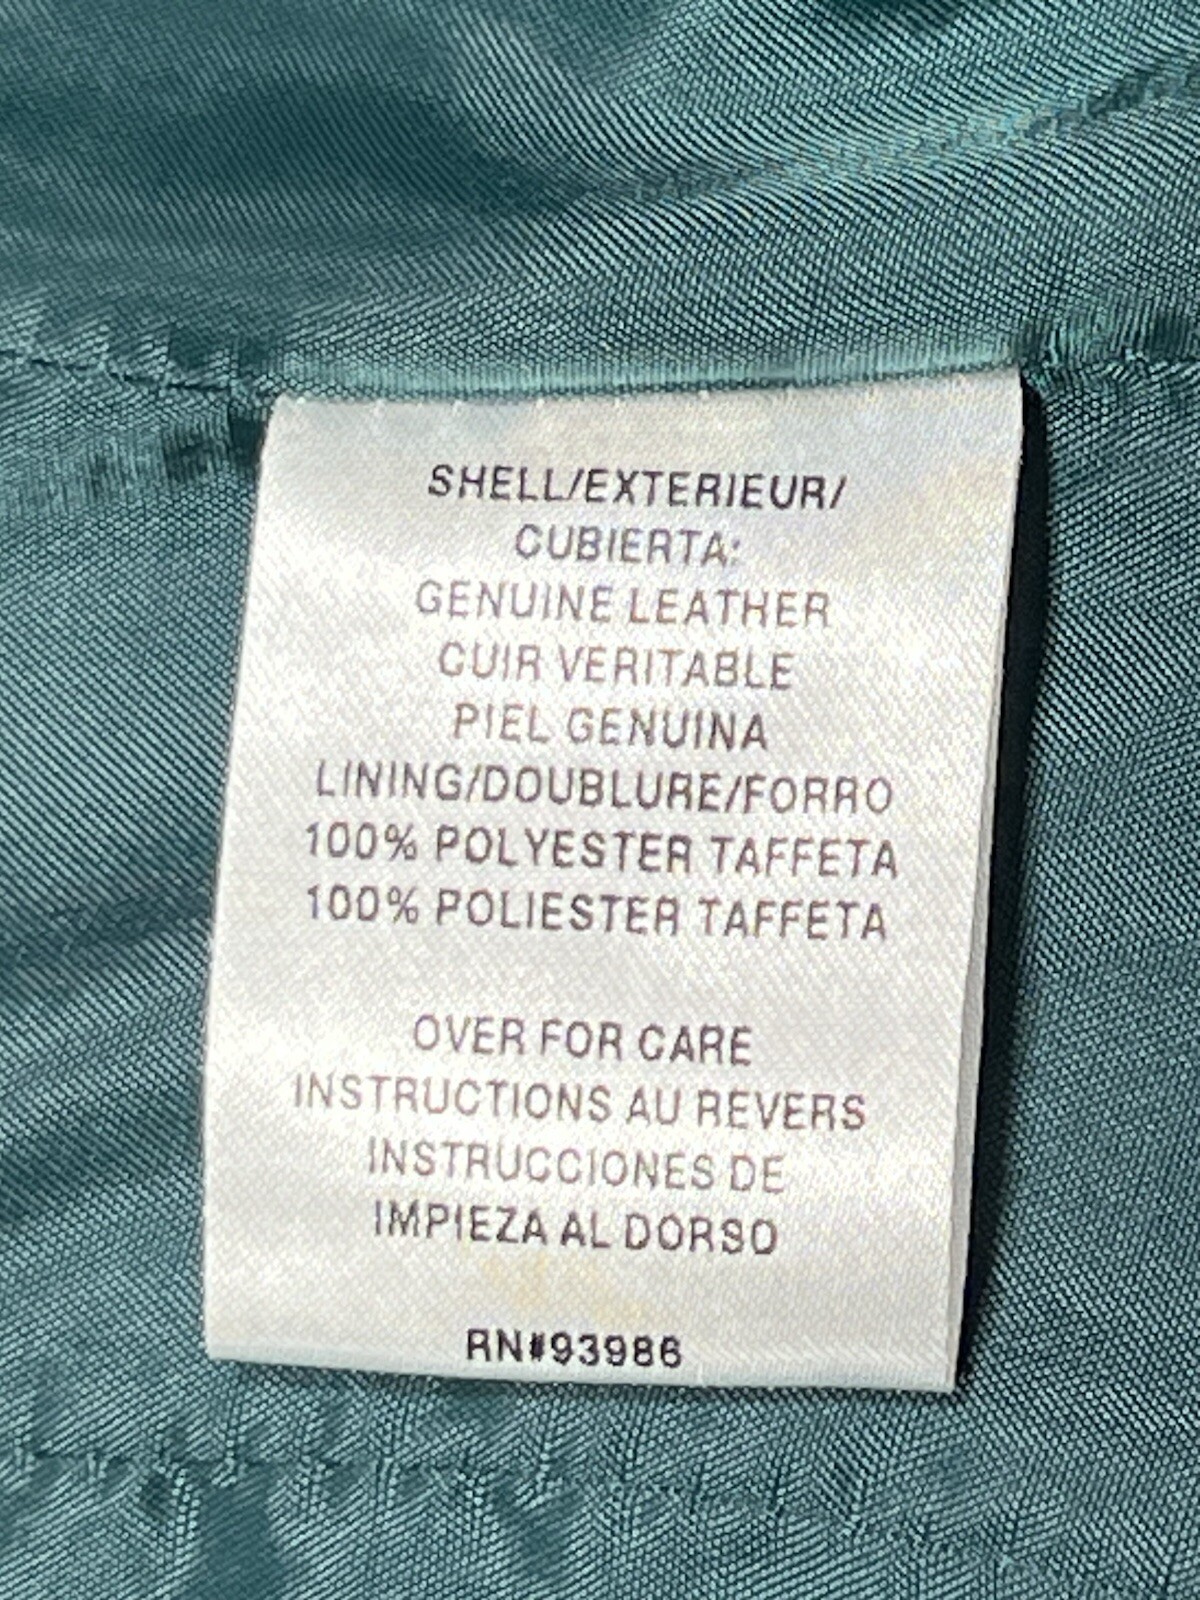 SHELL/EXTERIEUR/
CUBIERTA:
GENUINE LEATHER
CUIR VERITABLE
PIEL GENUINA
LINING/DOUBLURE/FORRO
100% POLYESTER TAFFETA
100% POLIESTER TAFFETA
OVER FOR CARE
INSTRUCTIONS AU REVERS
INSTRUCCIONES DE
IMPIEZA AL DORSO
RN#93986